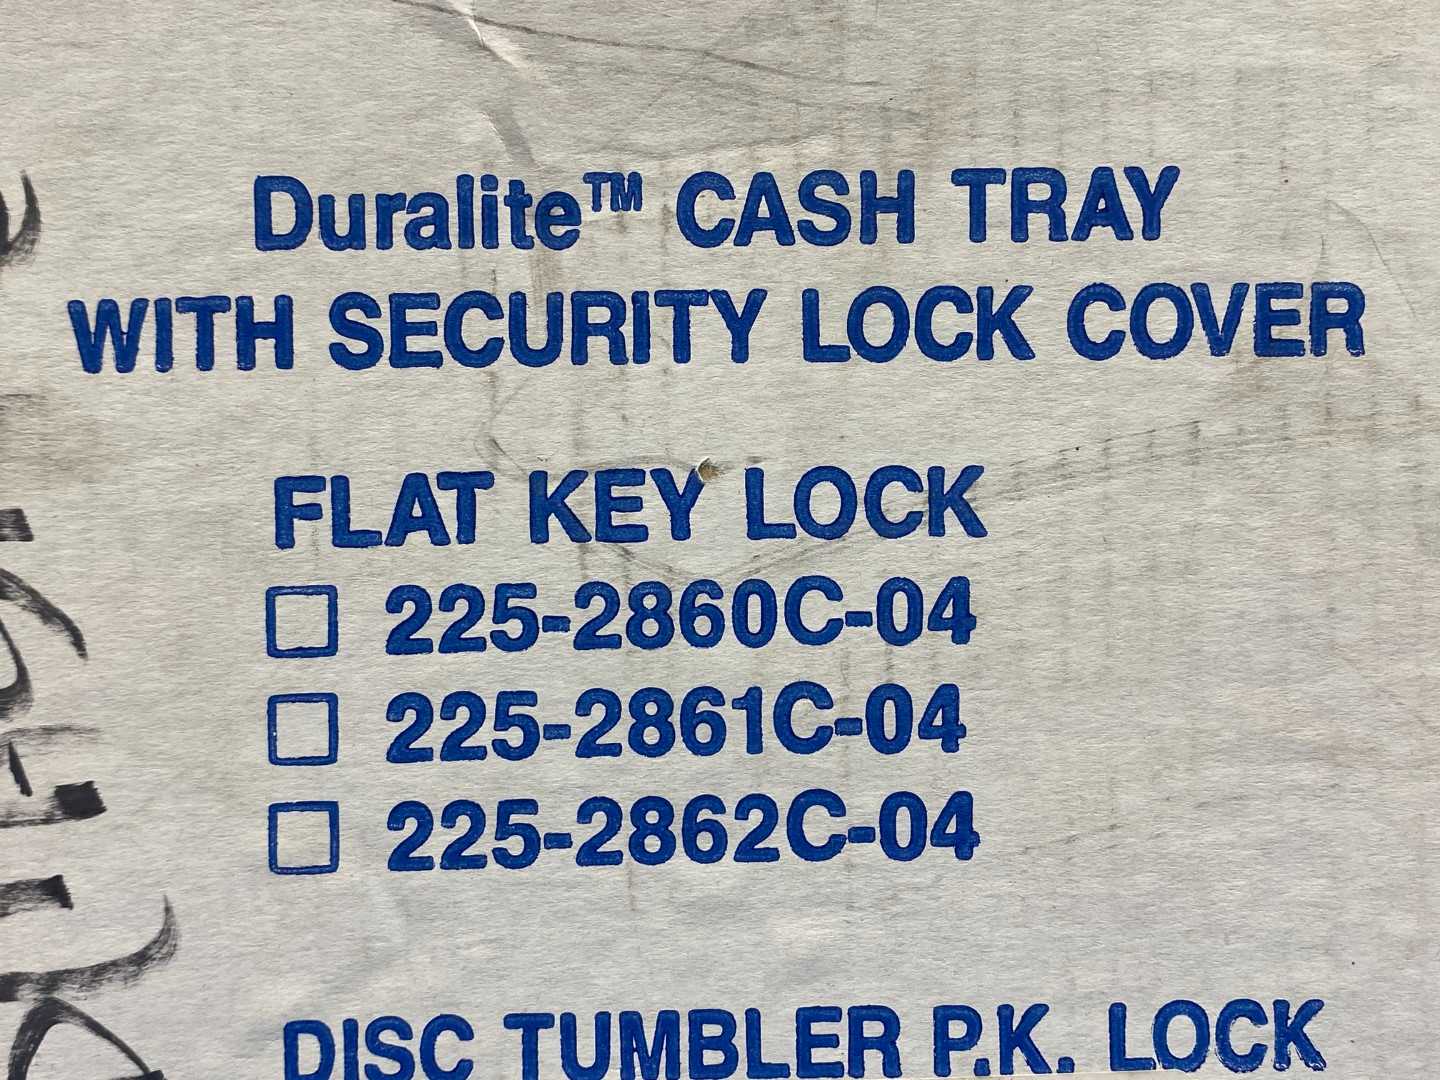 Duralite™ CASH TRAY
WITH SECURITY LOCK COVER
FLAT KEY LOCK
225-2860C-04
225-2861C-04
225-2862C-04
DISC TUMBLER P.K. LOCK